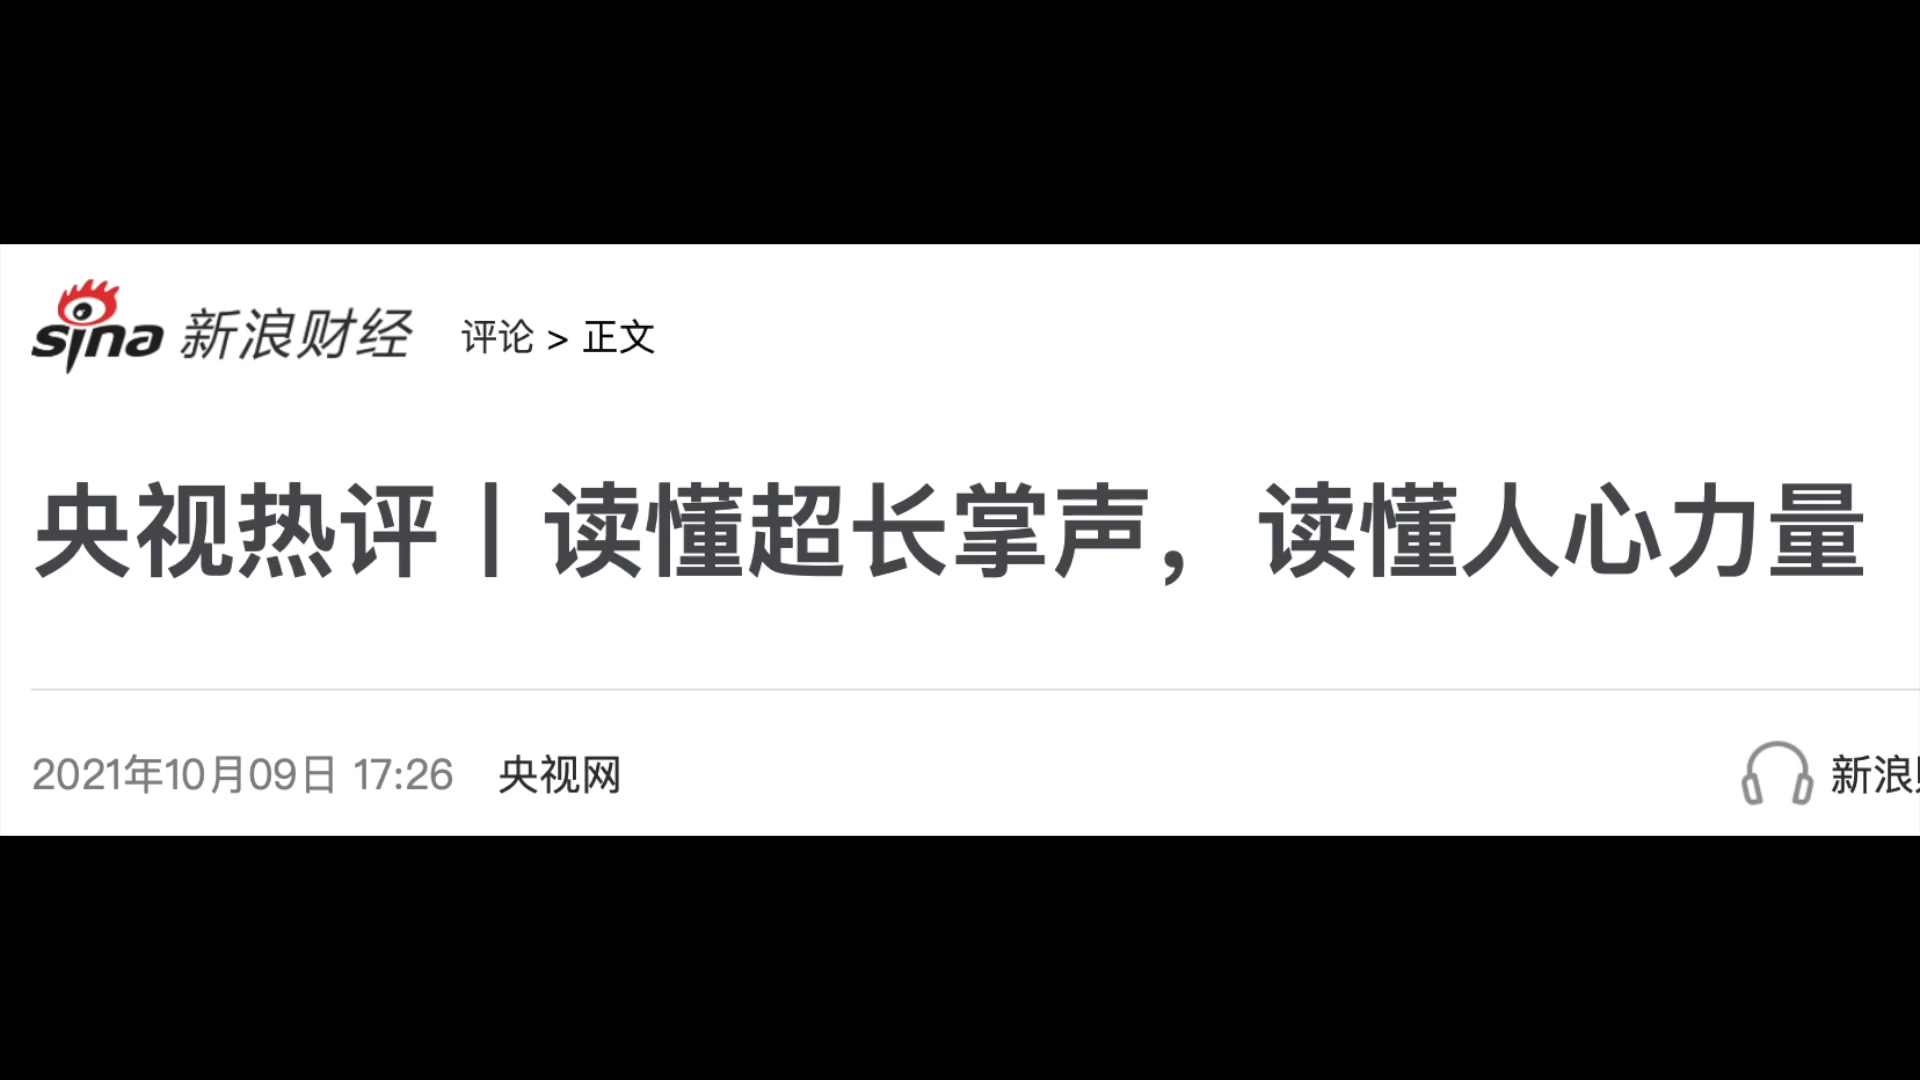 sina 新浪财经 评论 > 正文
央视热评丨读懂超长掌声，读懂人心力量
2021年10月09日 17:26 央视网 新浪